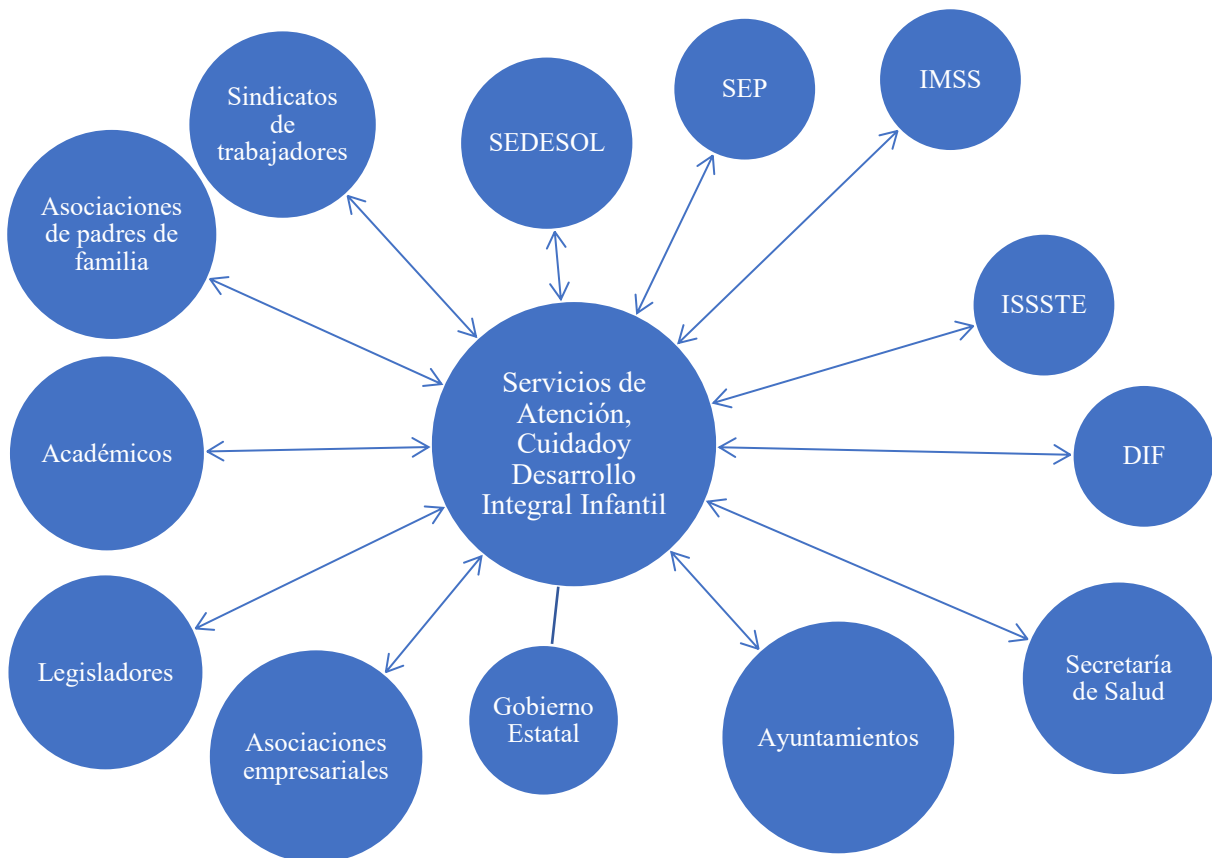 Sindicatos
de
trabajadores
SEDESOL
SEP
IMSS
Asociaciones
de padres de
familia
ISSSTE
Servicios de
Atención,
Cuidadoy
Desarrollo
Integral Infantil
Académicos
DIF
Legisladores
Asociaciones
empresariales
Gobierno
Estatal
Ayuntamientos
Secretaría
de Salud